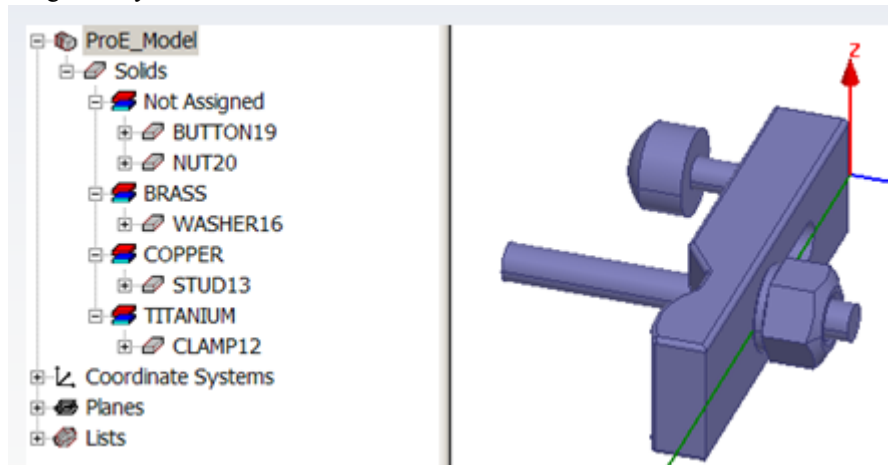 ProE_Model
Solids
Not Assigned
BUTTON19
NUT20
BRASS
WASHER16
COPPER
STUD13
TITANIUM
CLAMP12
Coordinate Systems
Planes
Lists
Z